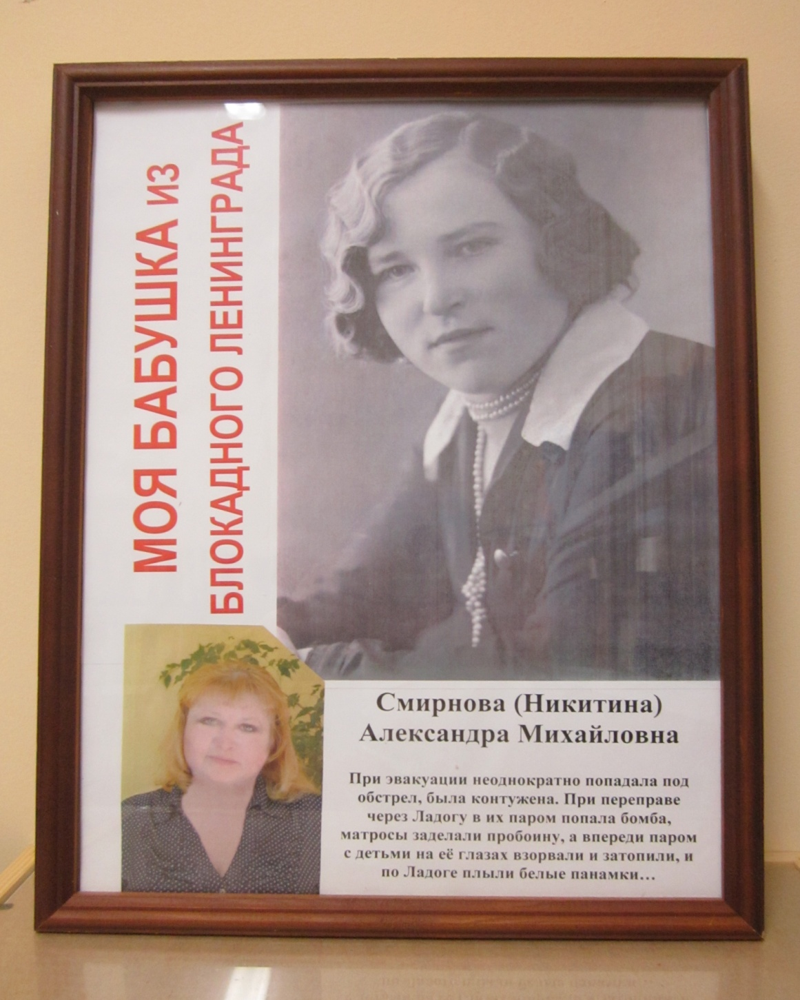 МОЯ БАБУШКА ИЗ
БЛОКАДНОГО ЛЕНИНГРАДА
Смирнова (Никитина)
Александра Михайловна
При эвакуации неоднократно попадала под
обстрел, была контужена. При переправе
через Ладогу в их паром попала бомба,
матросы заделали пробоину, а впереди паром
с детьми на её глазах взорвали и затопили, и
по Ладоге плыли белые панамки...